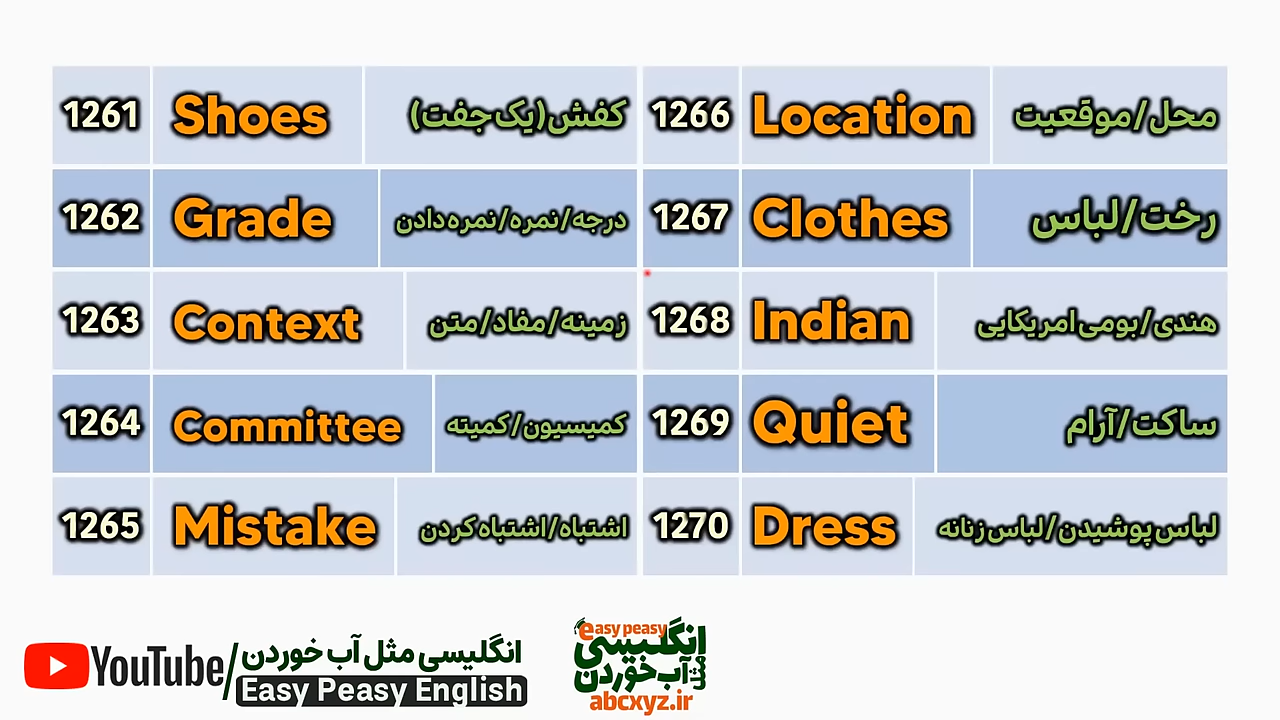 1261 Shoes کفش(یک جفت)
1262 Grade درجه/نمره/نمره دادن
1263 Context زمینه/مفاد/متن
1264 Committee کمیسیون/کمیته
1265 Mistake اشتباه/اشتباه کردن
1266 Location محل/موقعیت
1267 Clothes رخت/لباس
1268 Indian هندی/بومی امریکایی
1269 Quiet ساکت/آرام
1270 Dress لباس پوشیدن/لباس زنانه
YouTube/انگلیسی مثل آب خوردن
Easy Peasy English
easy peasy
انگلیسی
مثل آب خوردن
abcxyz.ir